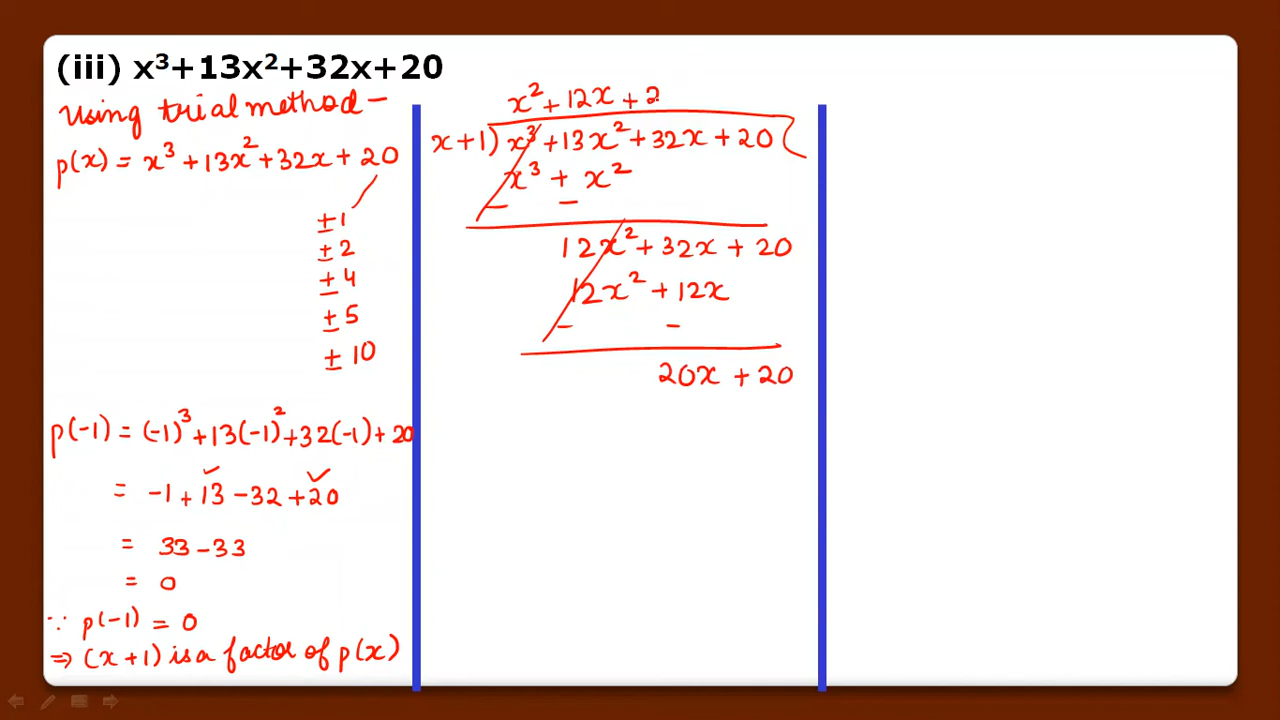 (iii) x³+13x²+32x+20
Using trial method –
p(x) = x³ + 13x² + 32x + 20
± 1
± 2
± 4
± 5
± 10
p(-1) = (-1)³ + 13(-1)² + 32(-1) + 20
= -1 + 13 - 32 + 20
= 33 - 33
= 0
∵ p(-1) = 0
⇒ (x+1) is a factor of p(x)
x² + 12x + 2
x+1) x³ + 13x² + 32x + 20 (
x³ + x²
– –
12x² + 32x + 20
12x² + 12x
– –
20x + 20